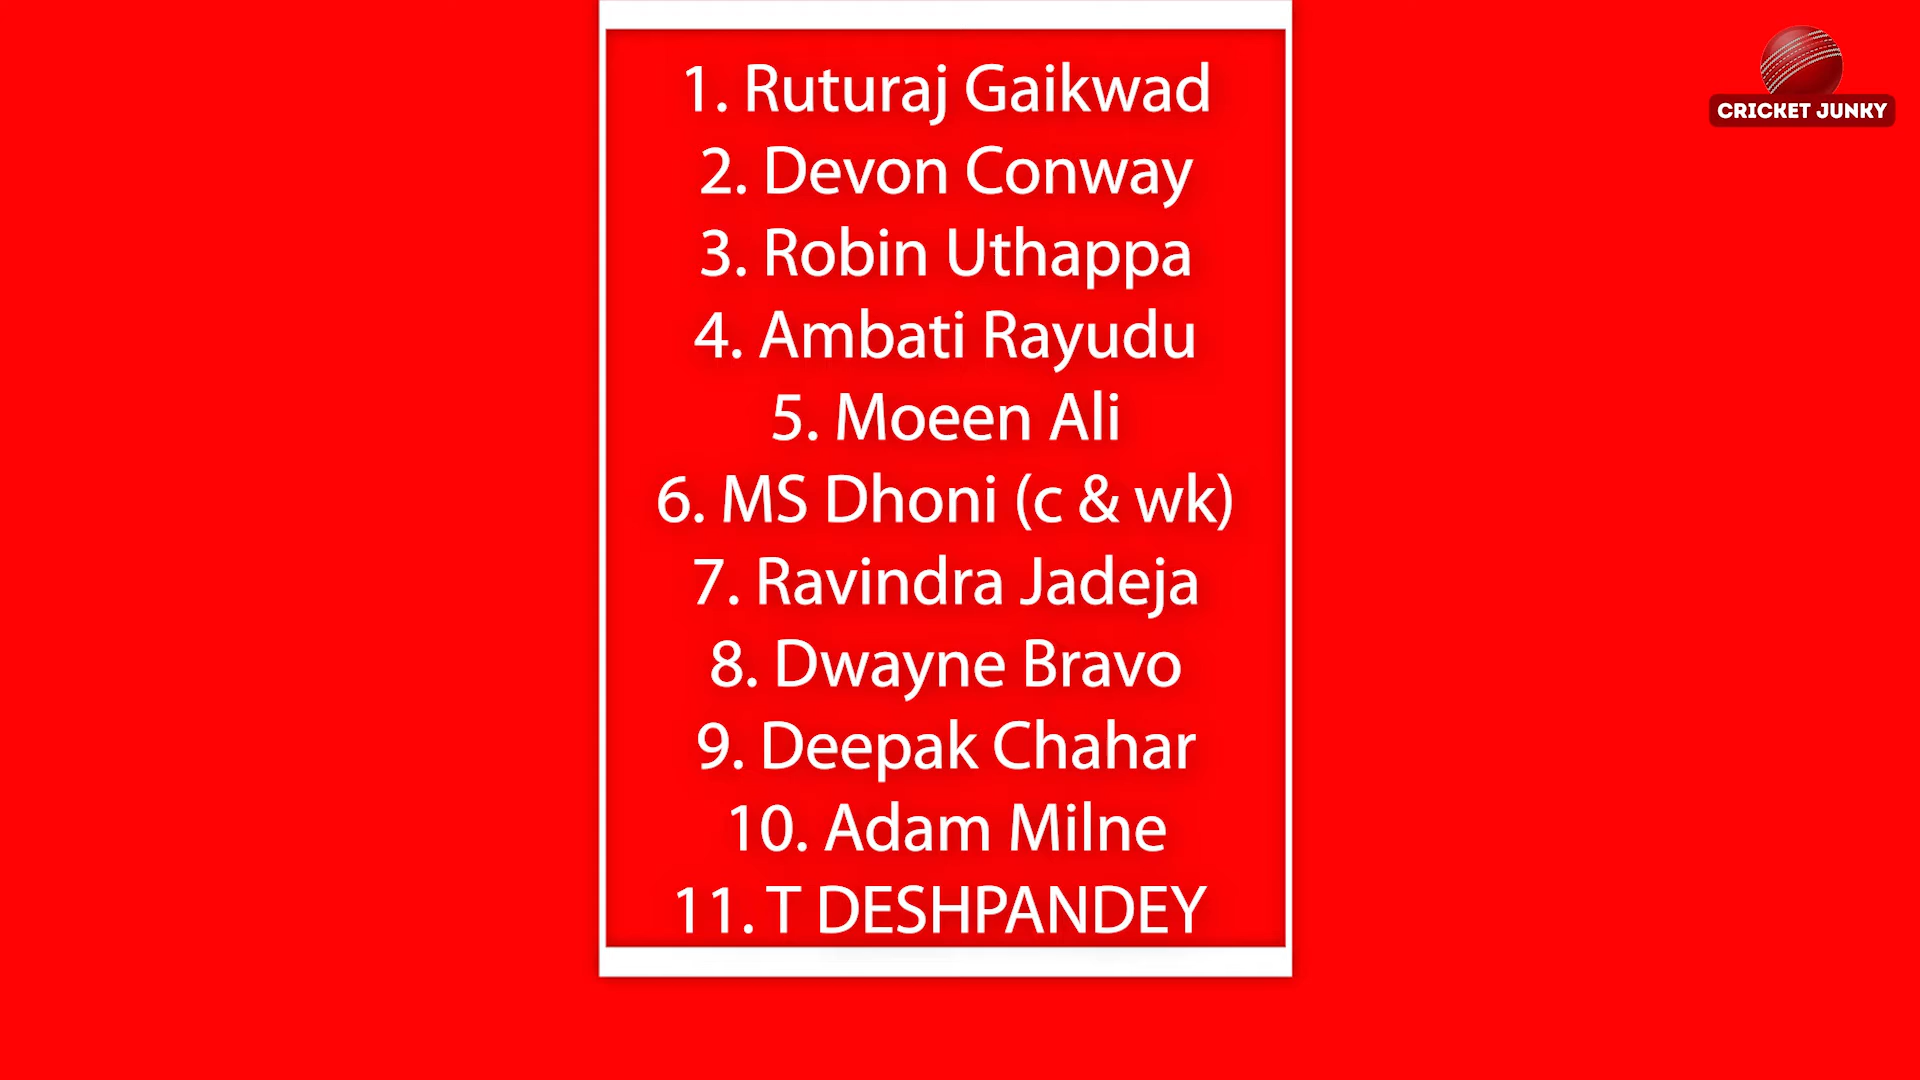 1. Ruturaj Gaikwad
2. Devon Conway
3. Robin Uthappa
4. Ambati Rayudu
5. Moeen Ali
6. MS Dhoni (c & wk)
7. Ravindra Jadeja
8. Dwayne Bravo
9. Deepak Chahar
10. Adam Milne
11. T DESHPANDEY
CRICKET JUNKY